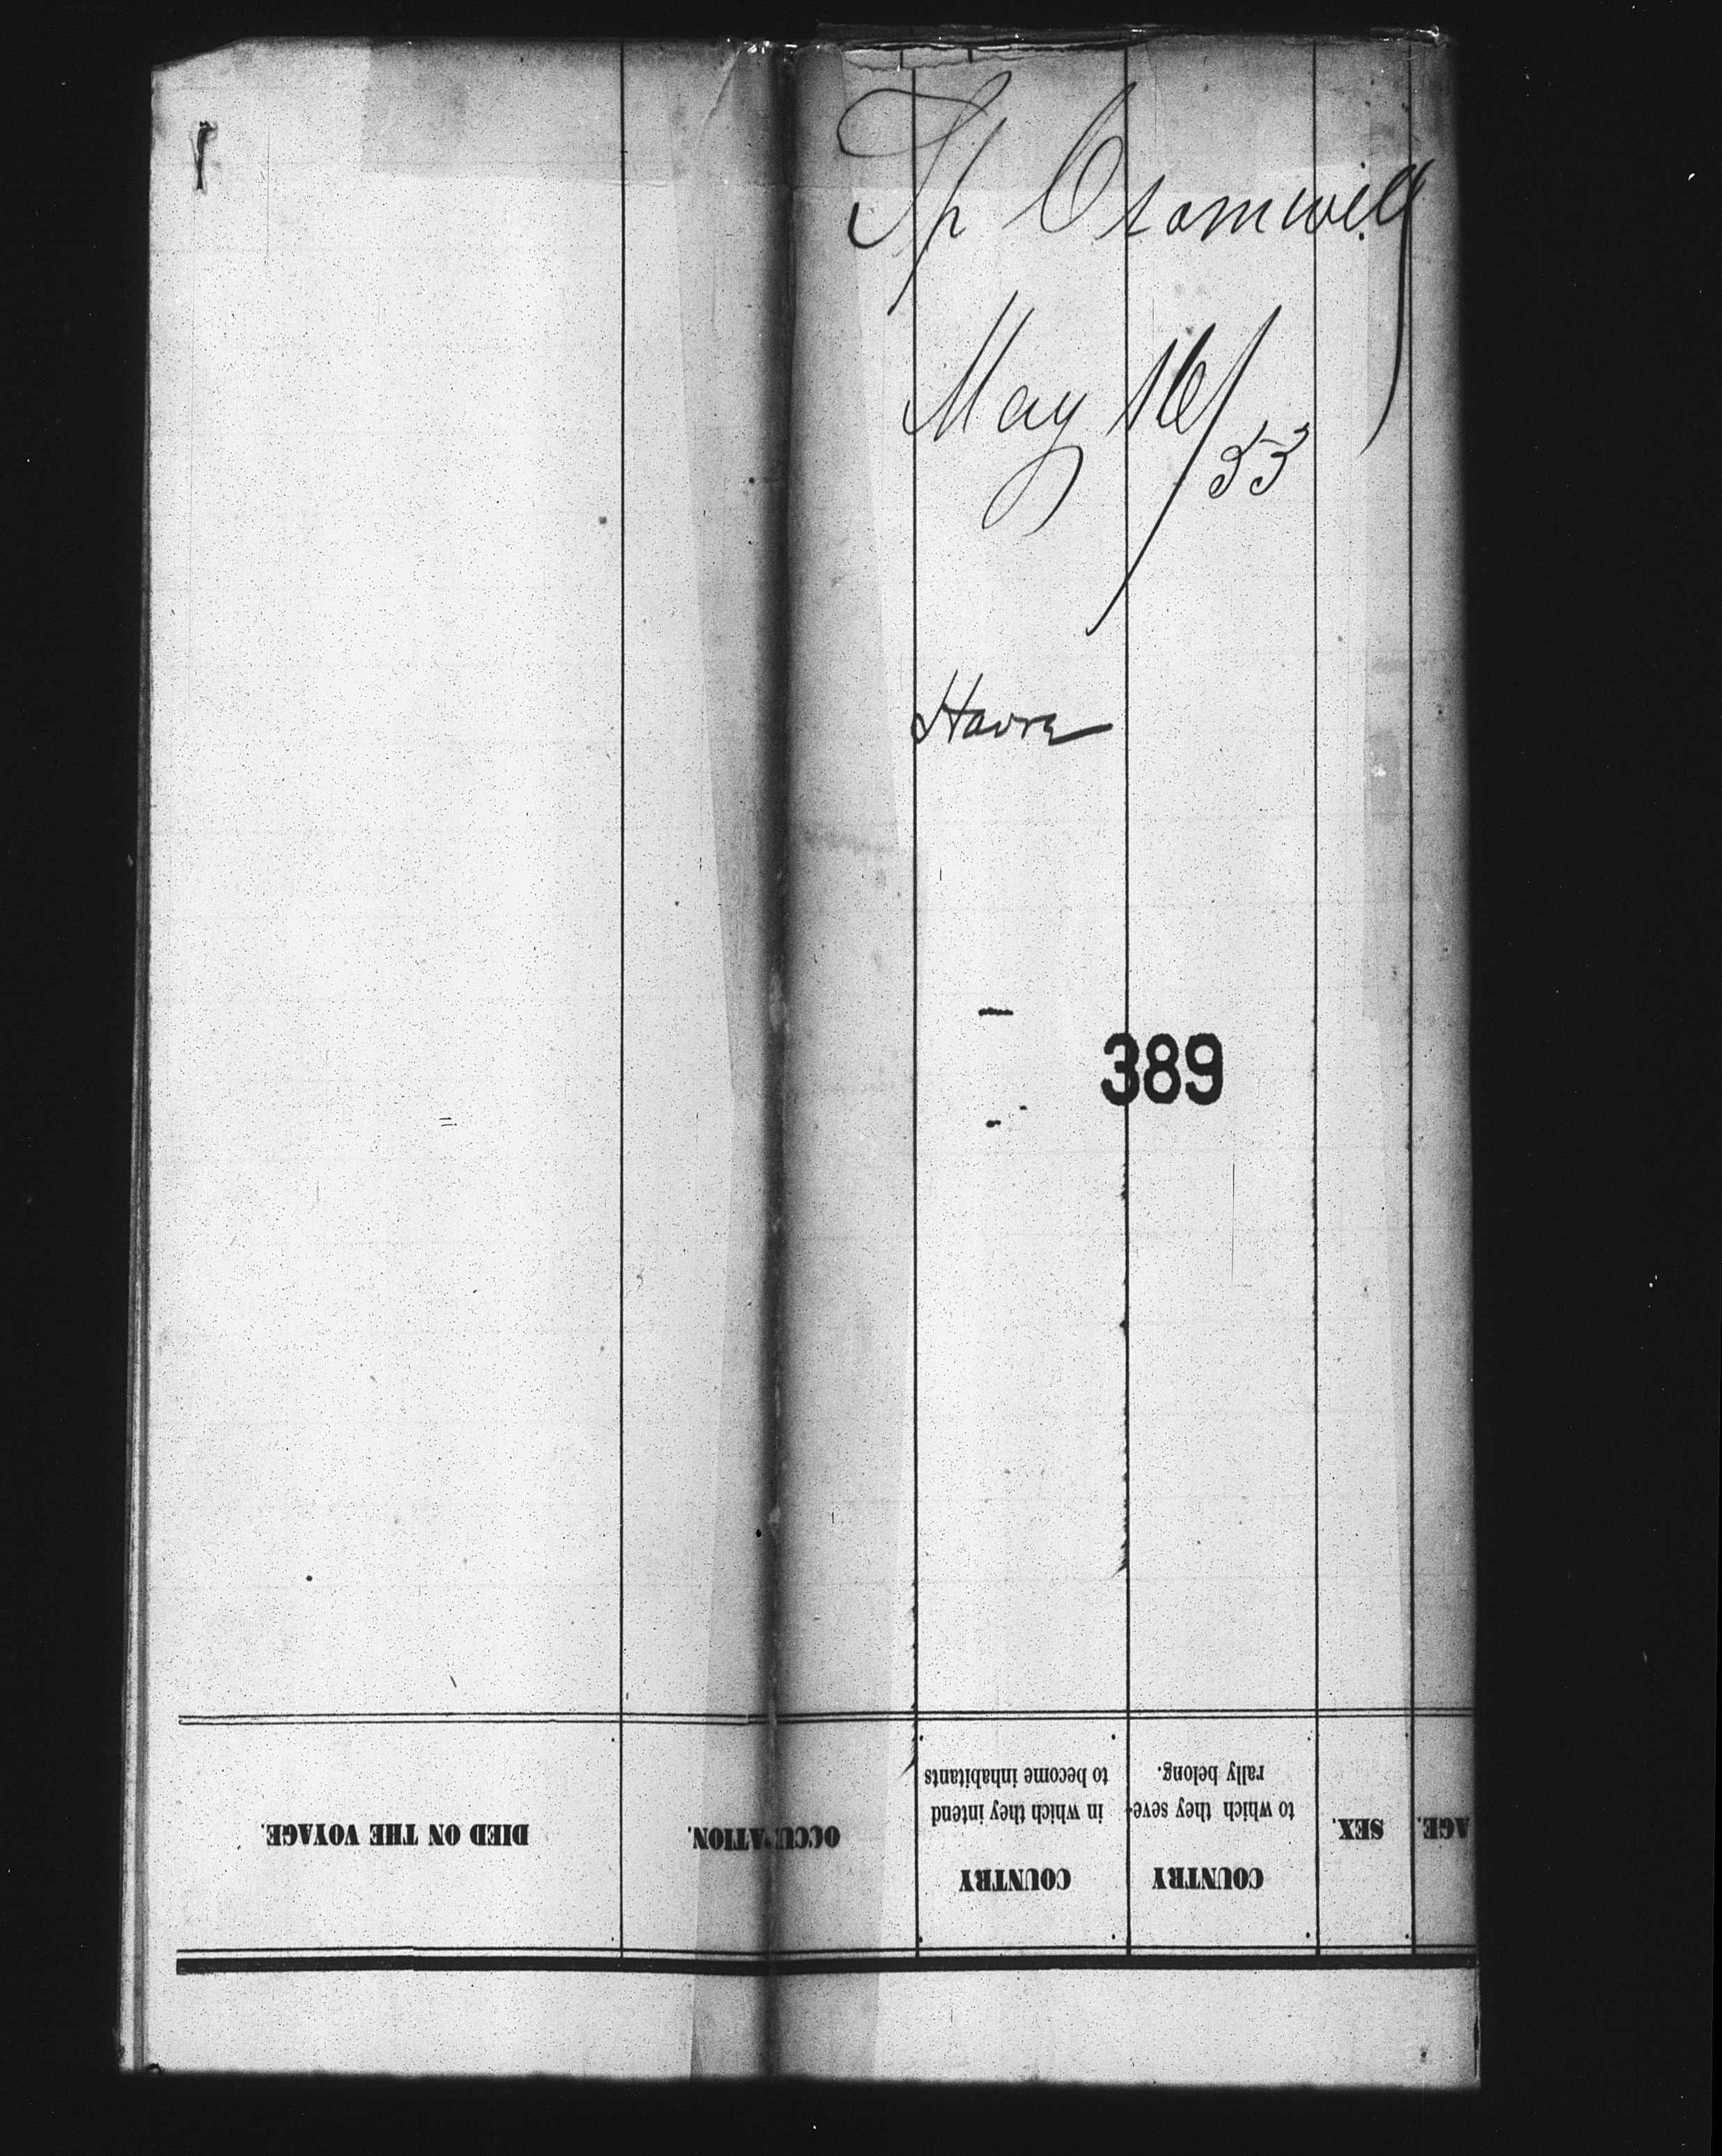 Sp Cromwell
May 16/53
Havre
389
AGE.
SEX.
COUNTRY
to which they seve-
rally belong.
COUNTRY
in which they intend
to become inhabitants
OCCUPATION.
DIED ON THE VOYAGE.